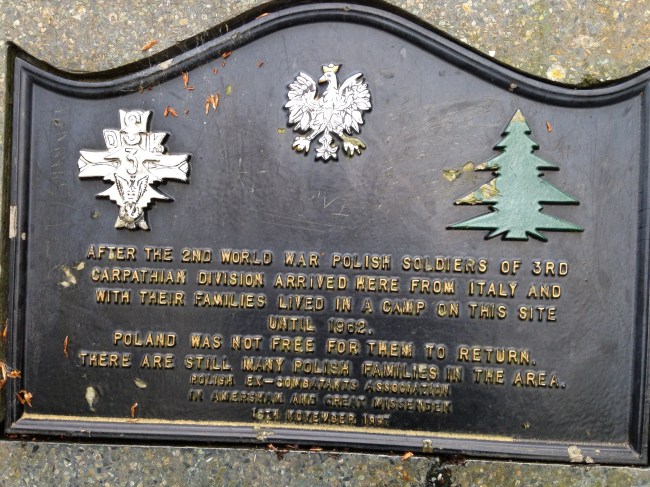 AFTER THE 2ND WORLD WAR POLISH SOLDIERS OF 3RD
CARPATHIAN DIVISION ARRIVED HERE FROM ITALY AND
WITH THEIR FAMILIES LIVED IN A CAMP ON THIS SITE
UNTIL 1962.
POLAND WAS NOT FREE FOR THEM TO RETURN.
THERE ARE STILL MANY POLISH FAMILIES IN THE AREA.
POLISH EX-COMBATANTS ASSOCIATION
IN AMERSHAM AND GREAT MISSENDEN
NOVEMBER